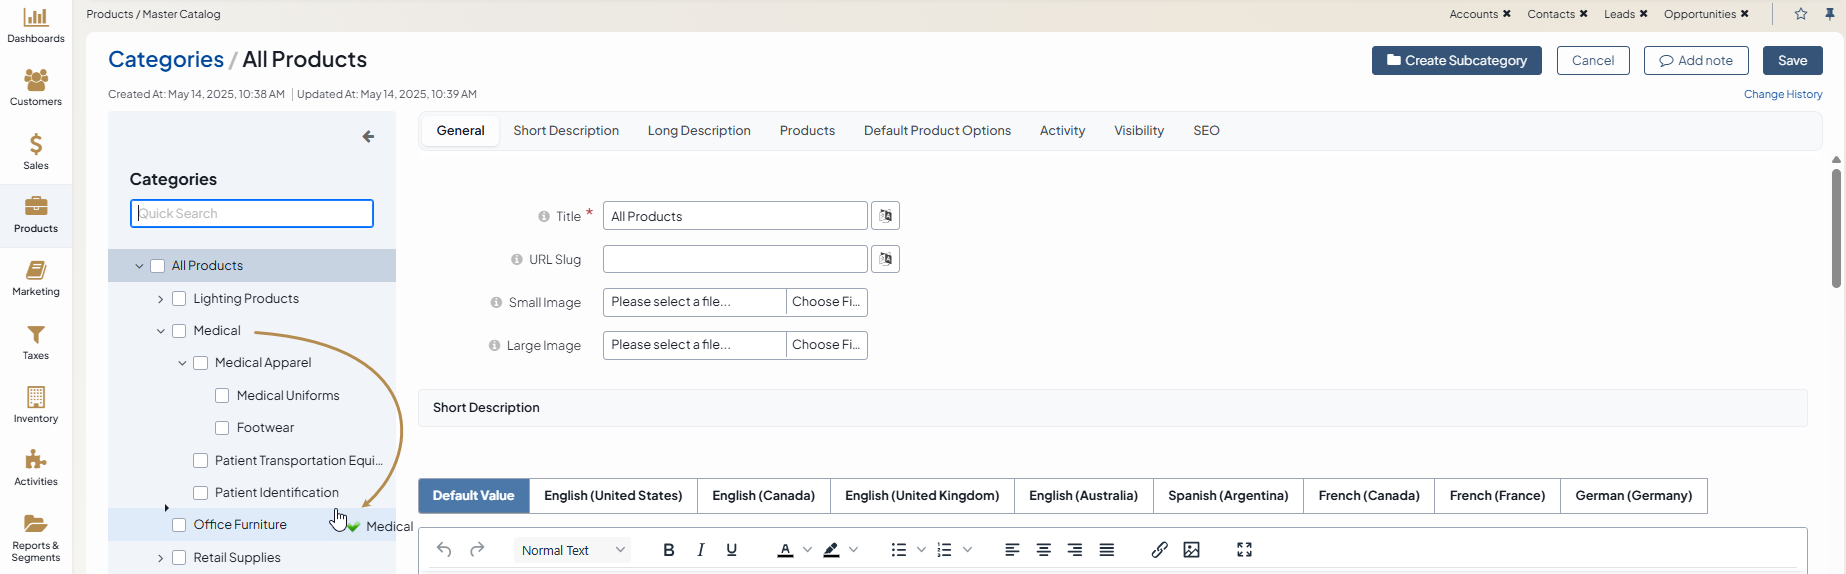 Products / Master Catalog
Accounts ✖ Contacts ✖ Leads ✖ Opportunities ✖
Dashboards
Customers
Sales
Products
Marketing
Taxes
Inventory
Activities
Reports &
Segments
Categories / All Products
Create Subcategory Cancel Add note Save
Created At: May 14, 2025, 10:38 AM | Updated At: May 14, 2025, 10:39 AM
Change History
Categories
Quick Search
All Products
Lighting Products
Medical
Medical Apparel
Medical Uniforms
Footwear
Patient Transportation Equi...
Patient Identification
Office Furniture
Medical
Retail Supplies
General Short Description Long Description Products Default Product Options Activity Visibility SEO
Title * All Products
URL Slug
Small Image Please select a file... Choose Fi...
Large Image Please select a file... Choose Fi...
Short Description
Default Value English (United States) English (Canada) English (United Kingdom) English (Australia) Spanish (Argentina) French (Canada) French (France) German (Germany)
Normal Text B I U A